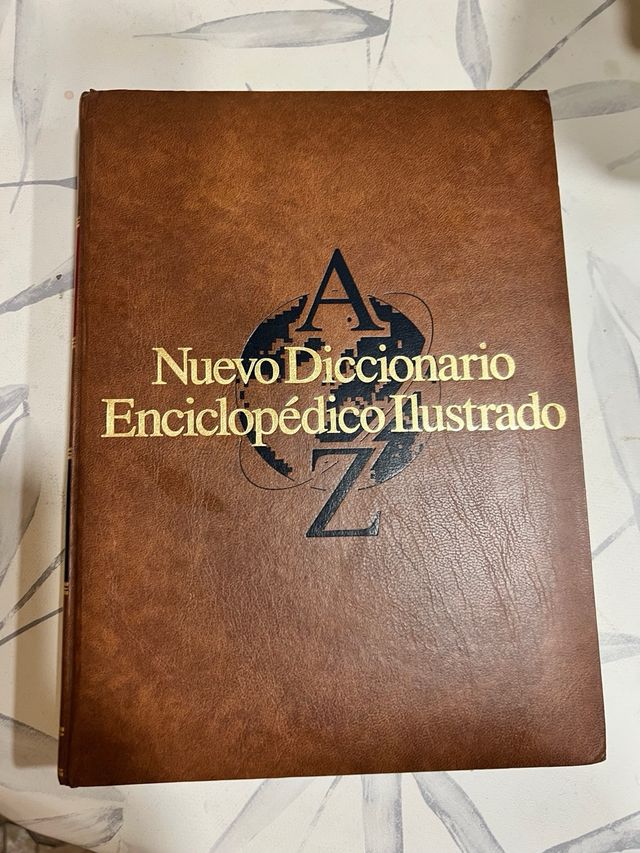 A
Nuevo Diccionario
Enciclopédico Ilustrado
Z